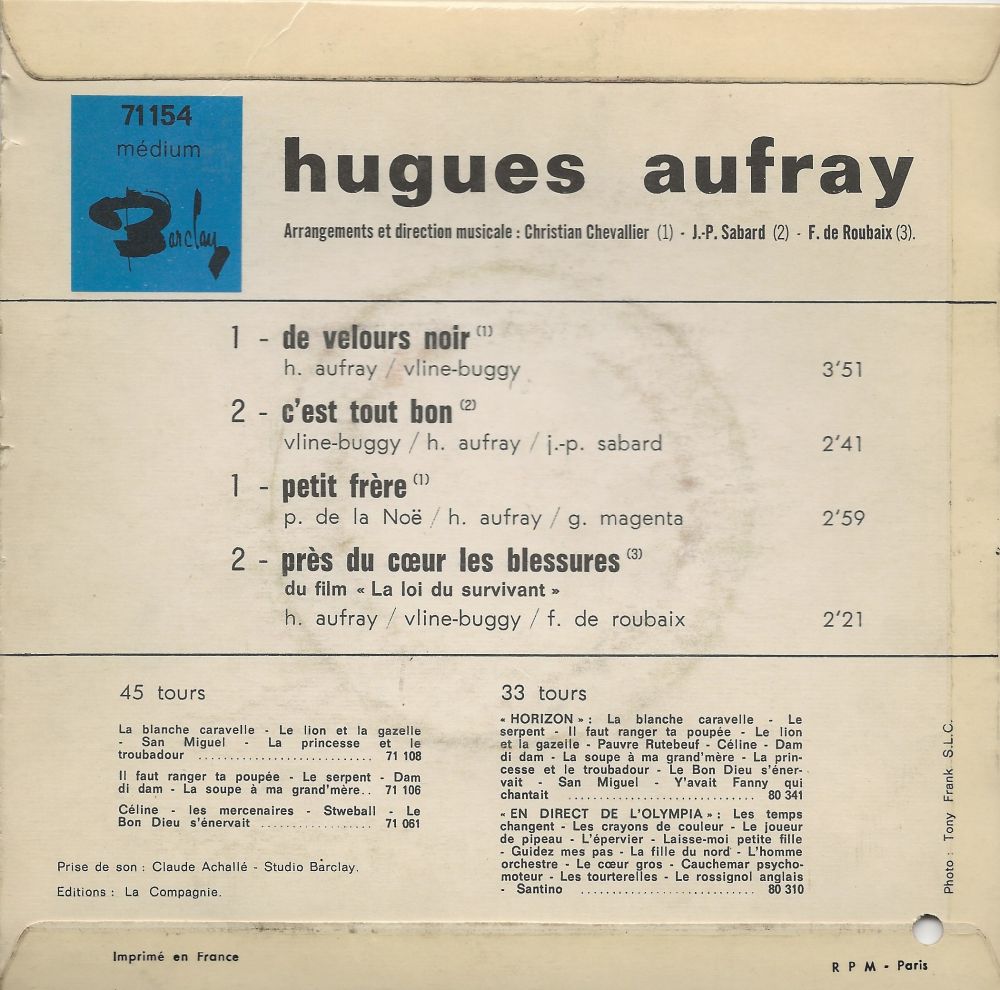 71154
médium
Barclay
hugues aufray
Arrangements et direction musicale : Christian Chevallier (1) - J.-P. Sabard (2) - F. de Roubaix (3).
1 - de velours noir (1)
h. aufray / vline-buggy 3'51
2 - c'est tout bon (2)
vline-buggy / h. aufray / j.-p. sabard 2'41
1 - petit frère (1)
p. de la Noë / h. aufray / g. magenta 2'59
2 - près du cœur les blessures (3)
du film « La loi du survivant »
h. aufray / vline-buggy / f. de roubaix 2'21
45 tours
La blanche caravelle - Le lion et la gazelle
- San Miguel - La princesse et le
troubadour ........................... 71 108
Il faut ranger ta poupée - Le serpent - Dam
di dam - La soupe à ma grand'mère.. 71 106
Céline - les mercenaires - Stweball - Le
Bon Dieu s'énervait .................. 71 061
Prise de son : Claude Achallé - Studio Barclay.
Editions : La Compagnie.
33 tours
« HORIZON » : La blanche caravelle - Le
serpent - Il faut ranger ta poupée - Le lion
et la gazelle - Pauvre Rutebeuf - Céline - Dam
di dam - La soupe à ma grand'mère - La prin-
cesse et le troubadour - Le Bon Dieu s'éner-
vait - San Miguel - Y'avait Fanny qui
chantait ............................. 80 341
« EN DIRECT DE L'OLYMPIA » : Les temps
changent - Les crayons de couleur - Le joueur
de pipeau - L'épervier - Laisse-moi petite fille
- Guidez mes pas - La fille du nord - L'homme
orchestre - Le cœur gros - Cauchemar psycho-
moteur - Les tourterelles - Le rossignol anglais
- Santino ........................... 80 310
Photo : Tony Frank S.L.C.
Imprimé en France
R P M - Paris